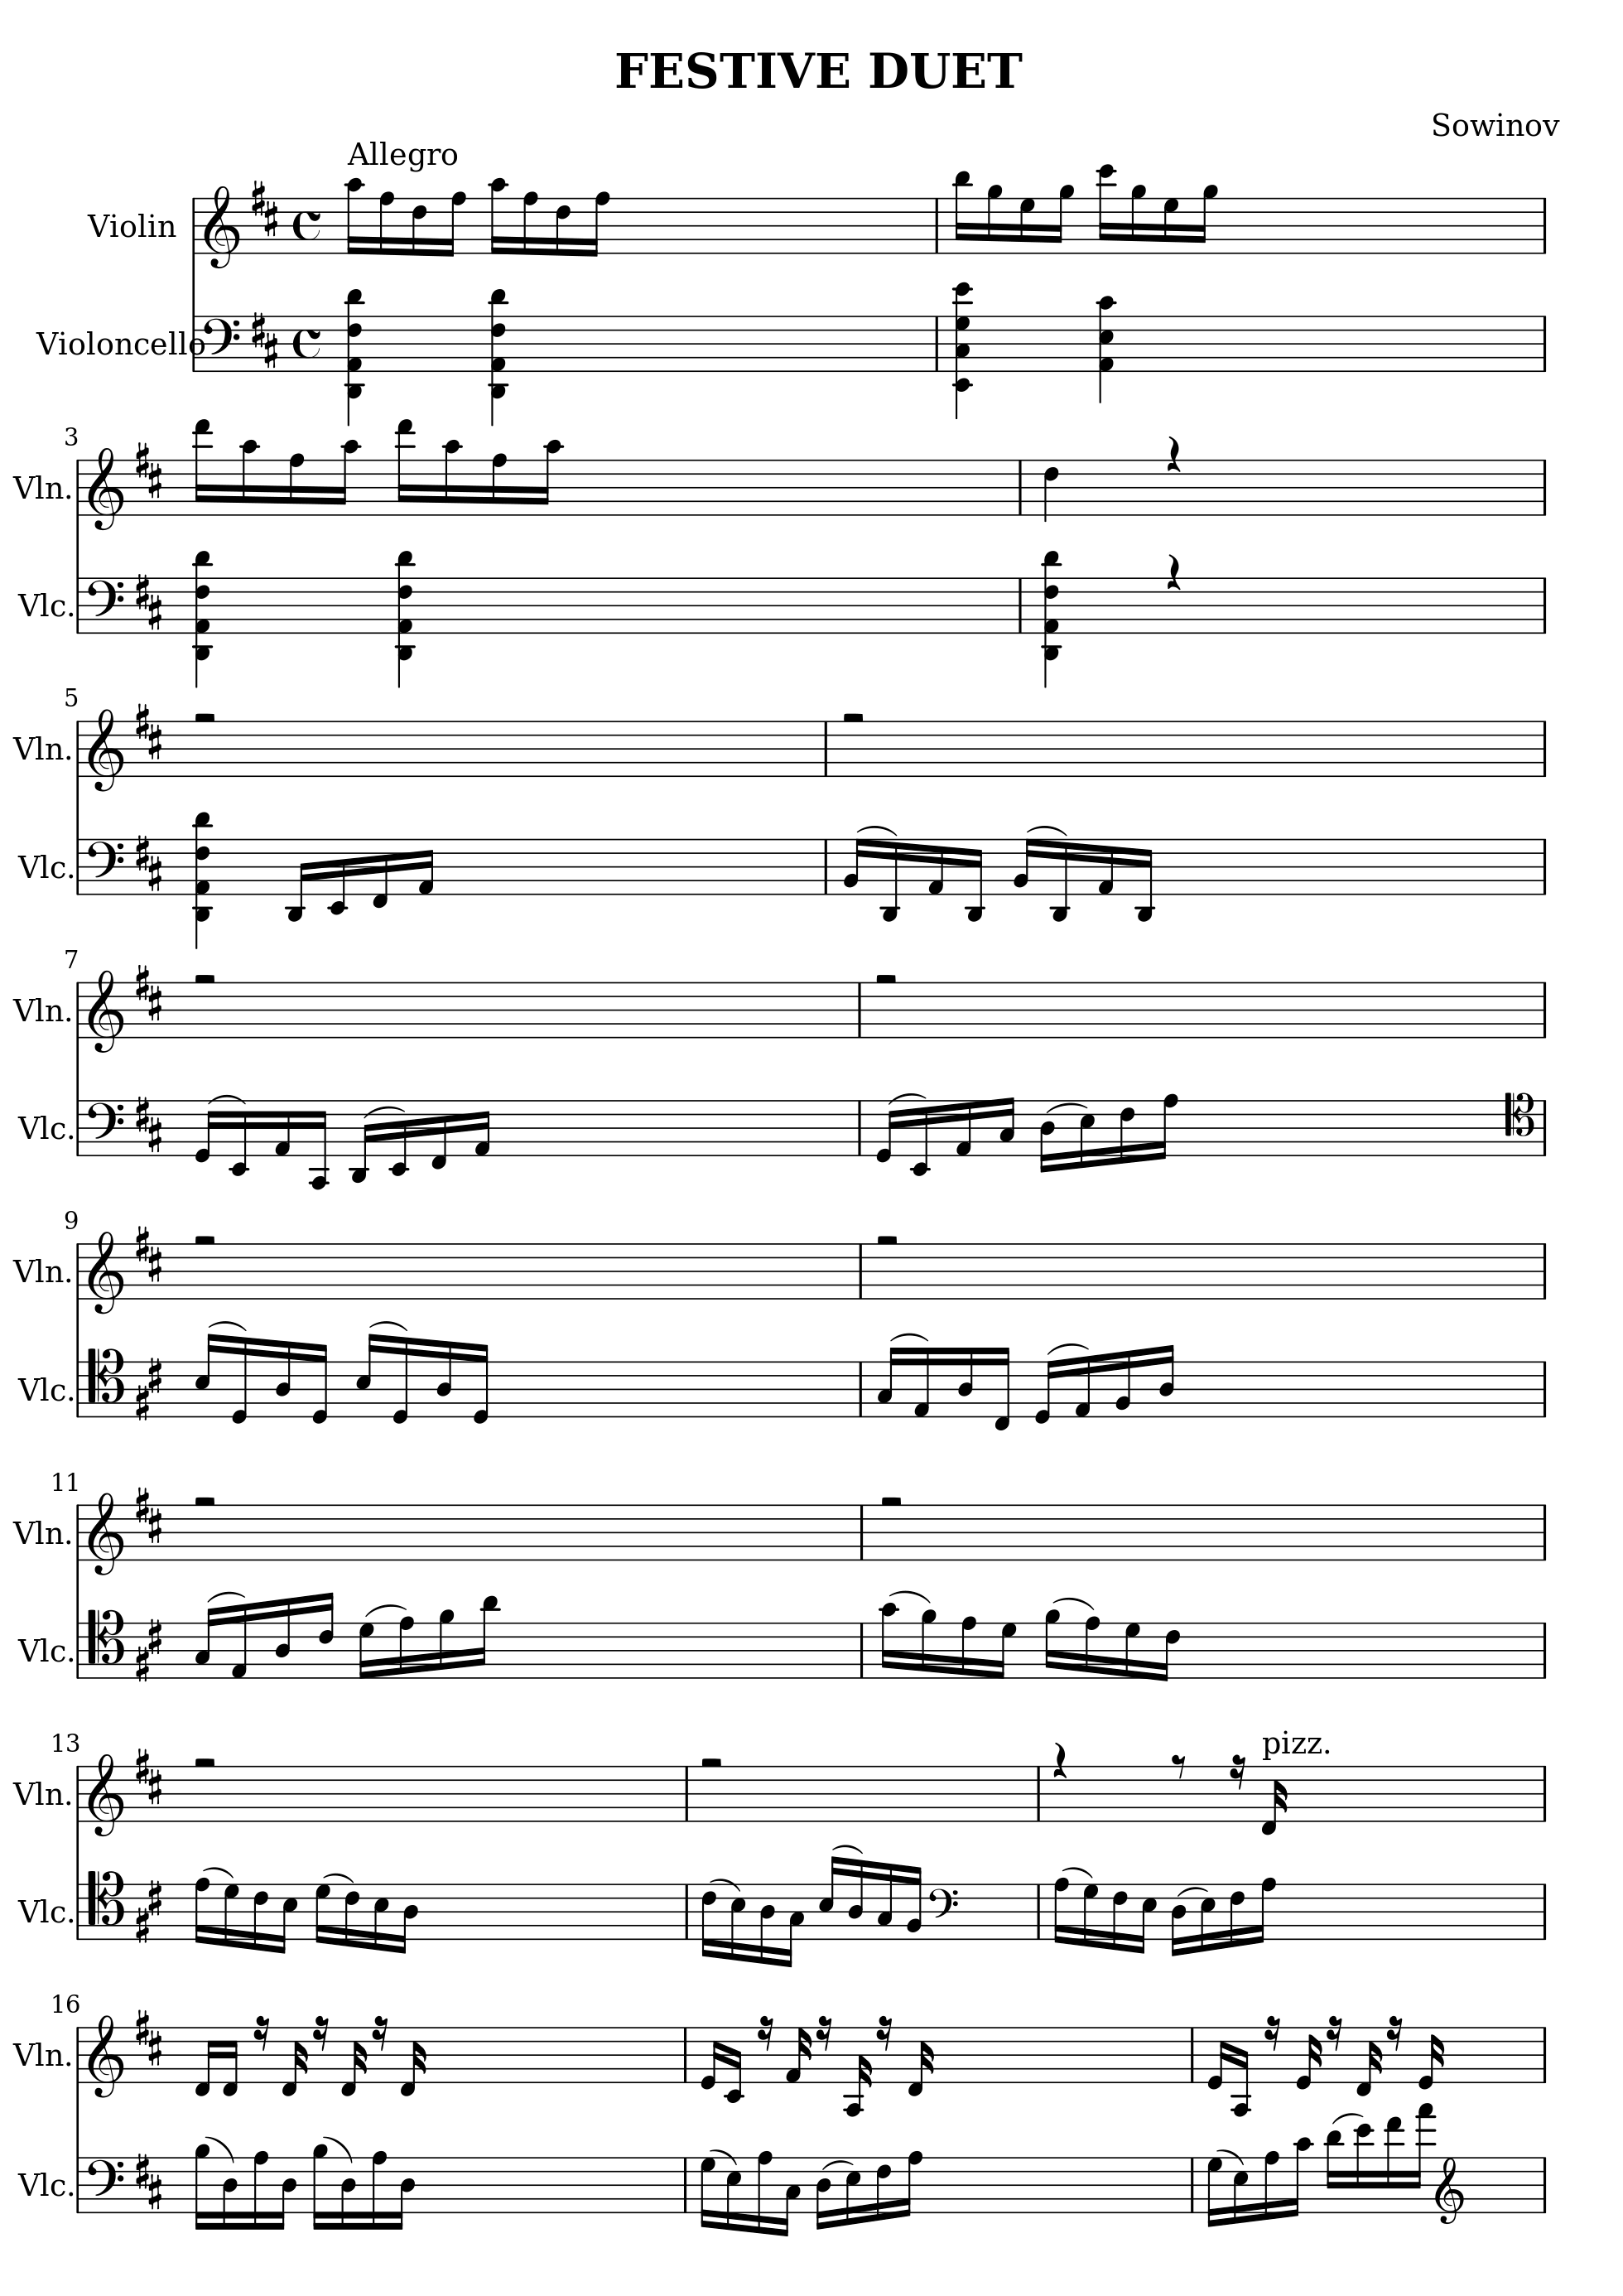 FESTIVE DUET
Sowinov
Allegro
Violin
Violoncello
3
Vln.
Vlc.
5
Vln.
Vlc.
7
Vln.
Vlc.
9
Vln.
Vlc.
11
Vln.
Vlc.
13
pizz.
Vln.
Vlc.
16
Vln.
Vlc.